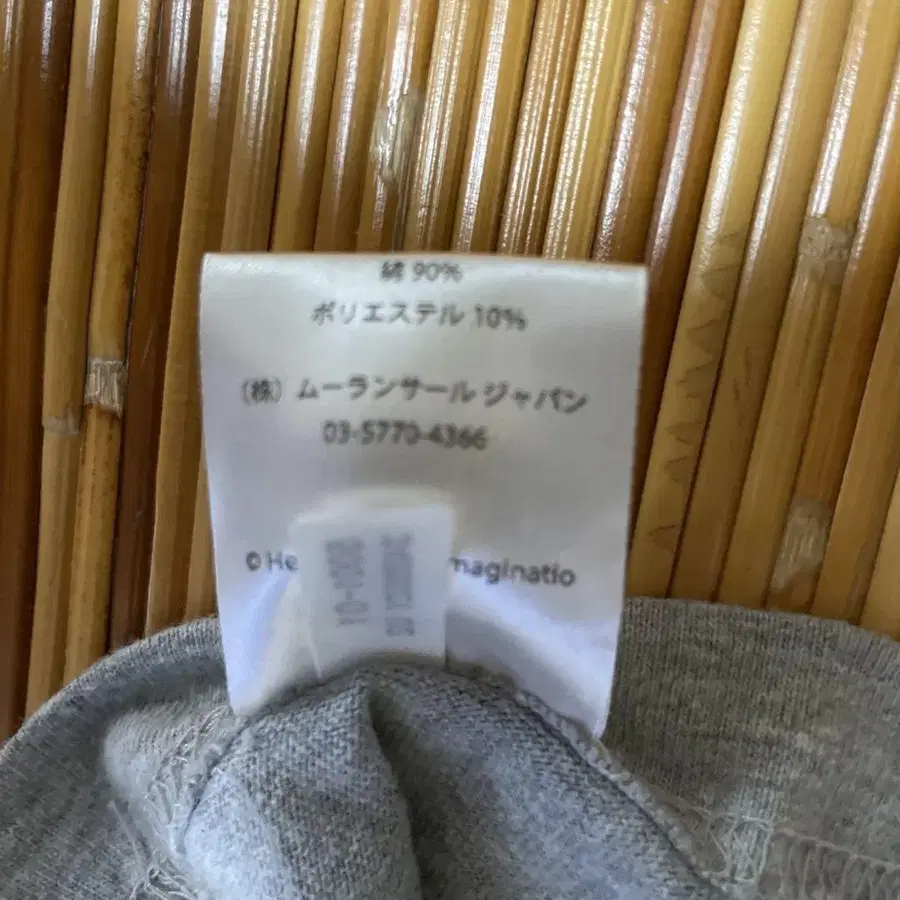 綿 90%
ポリエステル 10%
(株) ムーランサール ジャパン
03-5770-4366
©He maginatio